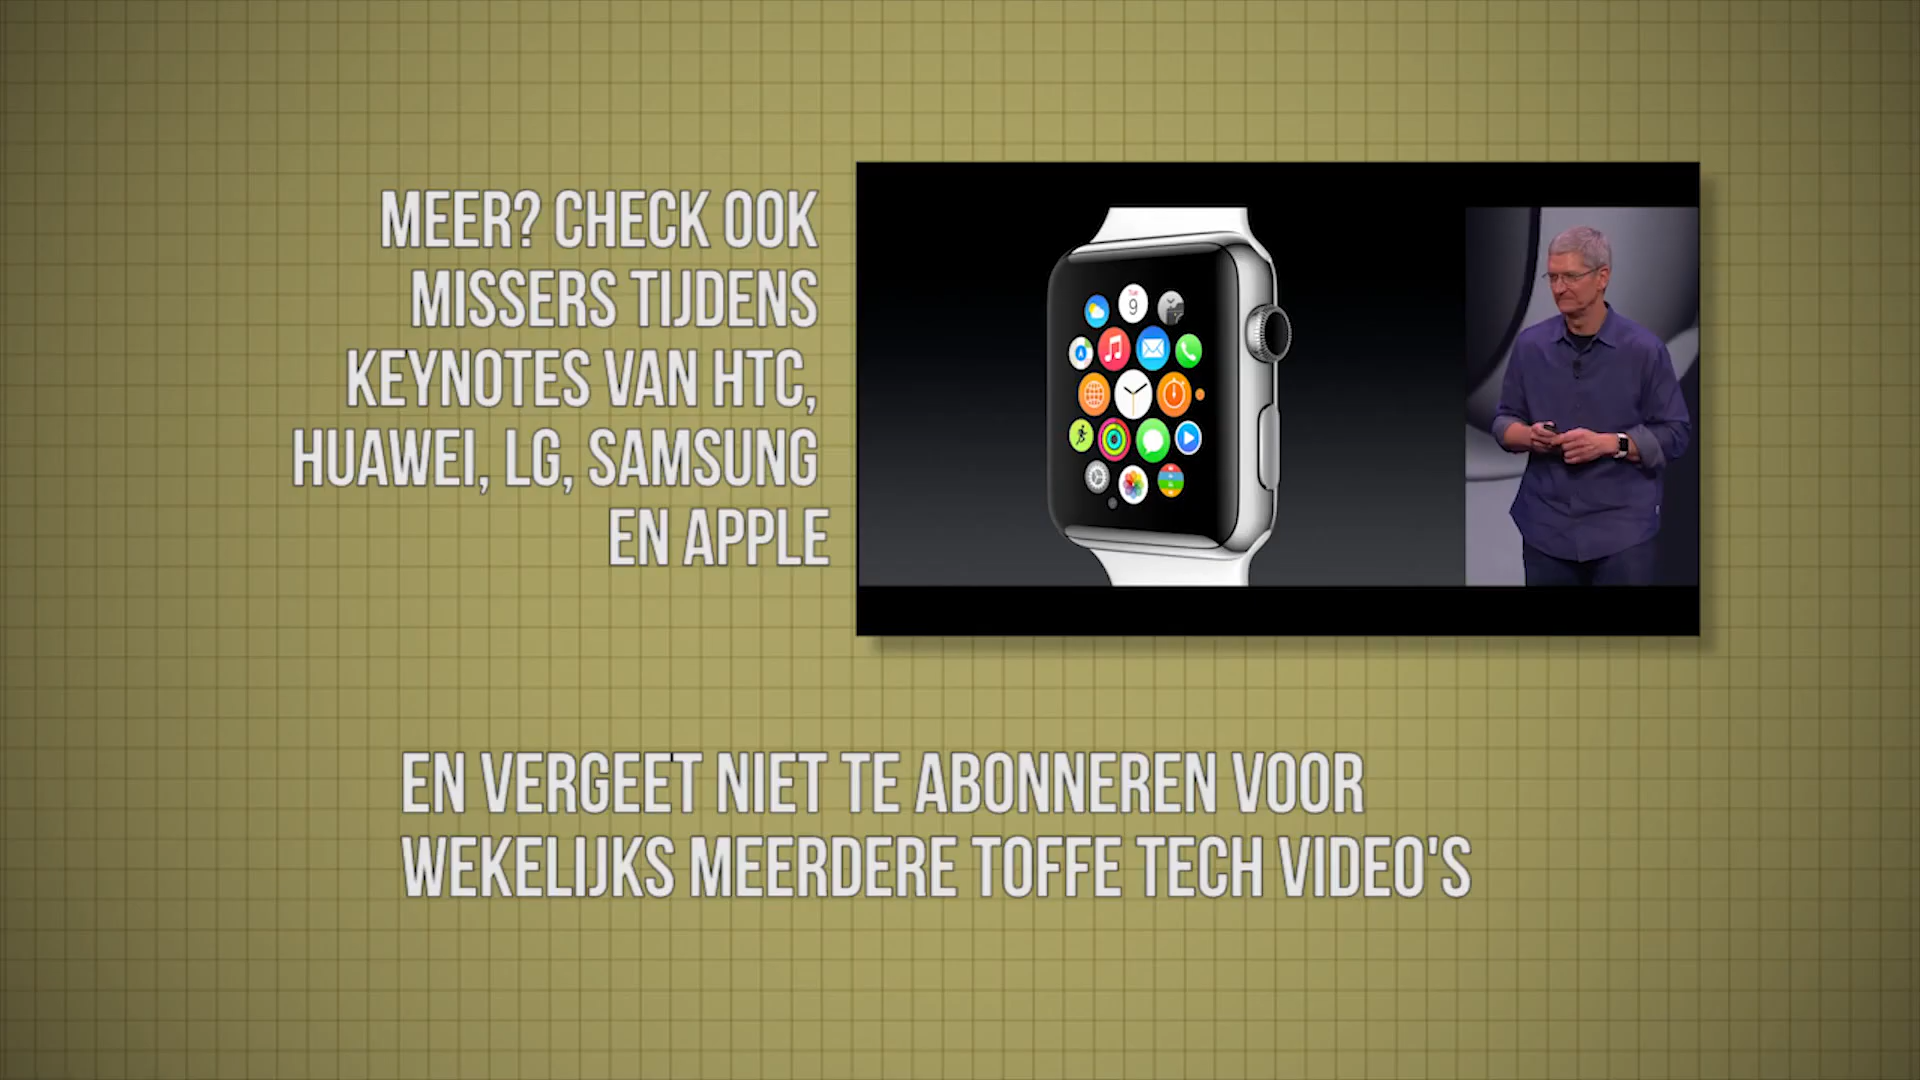 MEER? CHECK OOK
MISSERS TIJDENS
KEYNOTES VAN HTC,
HUAWEI, LG, SAMSUNG
EN APPLE
9
EN VERGEET NIET TE ABONNEREN VOOR
WEKELIJKS MEERDERE TOFFE TECH VIDEO'S